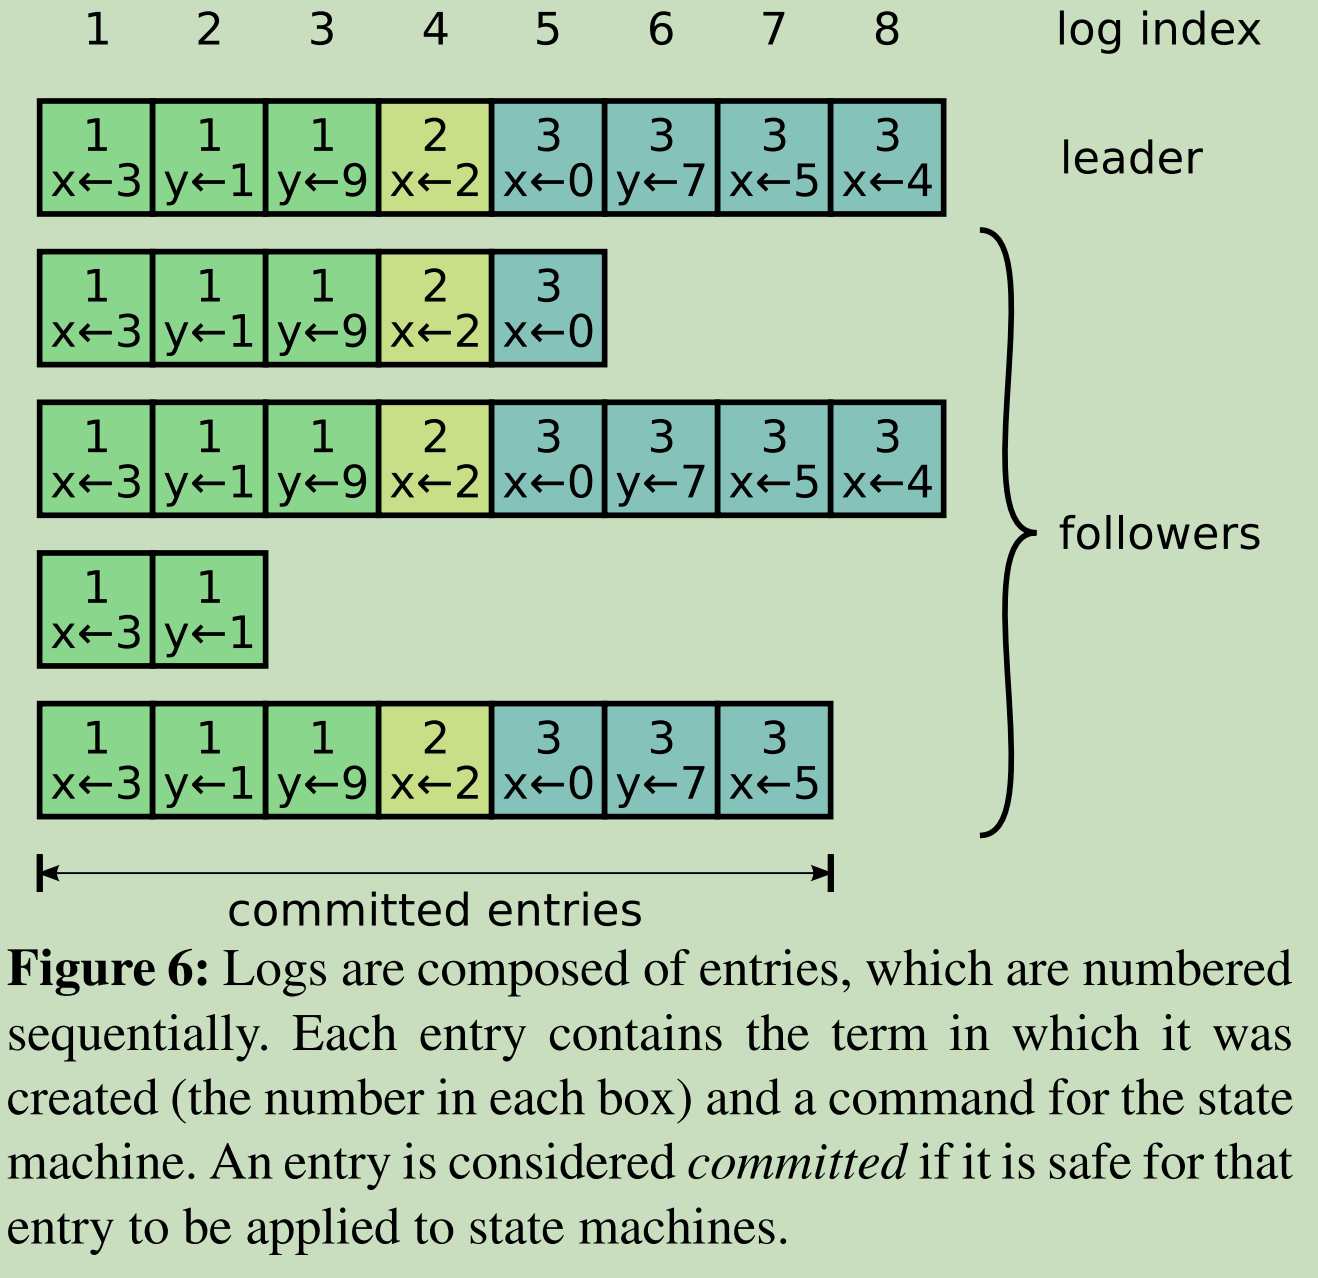 1 2 3 4 5 6 7 8 log index
1 1 1 2 3 3 3 3
x←3 y←1 y←9 x←2 x←0 y←7 x←5 x←4
leader
1 1 1 2 3
x←3 y←1 y←9 x←2 x←0
1 1 1 2 3 3 3 3
x←3 y←1 y←9 x←2 x←0 y←7 x←5 x←4
followers
1 1
x←3 y←1
1 1 1 2 3 3 3
x←3 y←1 y←9 x←2 x←0 y←7 x←5
committed entries
Figure 6: Logs are composed of entries, which are numbered
sequentially. Each entry contains the term in which it was
created (the number in each box) and a command for the state
machine. An entry is considered committed if it is safe for that
entry to be applied to state machines.